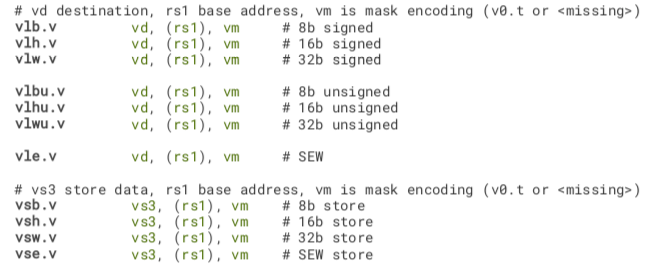 # vd destination, rs1 base address, vm is mask encoding (v0.t or <missing>)
vlb.v vd, (rs1), vm # 8b signed
vlh.v vd, (rs1), vm # 16b signed
vlw.v vd, (rs1), vm # 32b signed
vlbu.v vd, (rs1), vm # 8b unsigned
vlhu.v vd, (rs1), vm # 16b unsigned
vlwu.v vd, (rs1), vm # 32b unsigned
vle.v vd, (rs1), vm # SEW
# vs3 store data, rs1 base address, vm is mask encoding (v0.t or <missing>)
vsb.v vs3, (rs1), vm # 8b store
vsh.v vs3, (rs1), vm # 16b store
vsw.v vs3, (rs1), vm # 32b store
vse.v vs3, (rs1), vm # SEW store